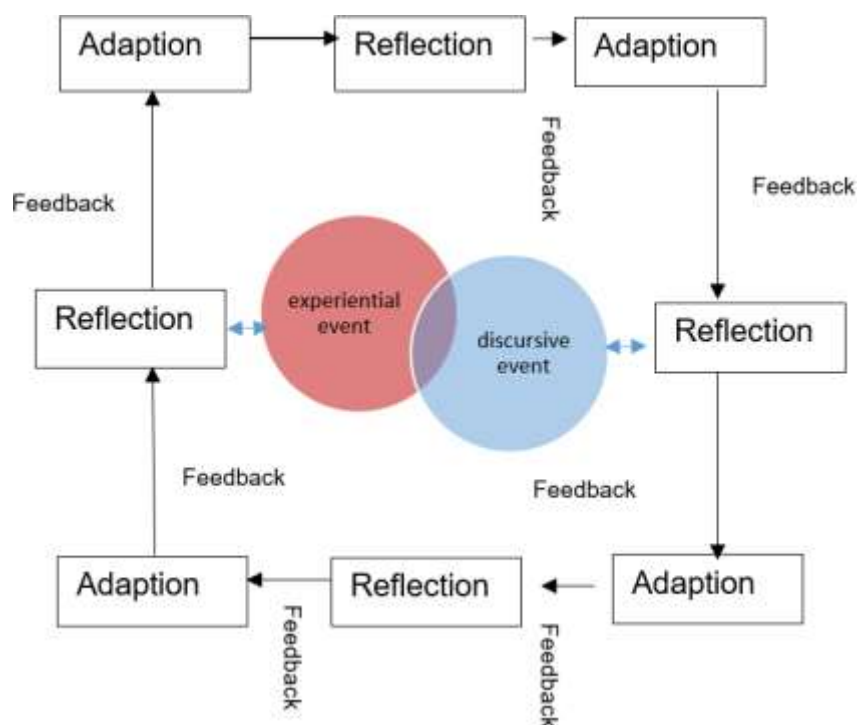 Adaption
Reflection
Adaption
Feedback
Feedback
Feedback
Reflection
experiential
event
discursive
event
Reflection
Feedback
Feedback
Adaption
Reflection
Adaption
Feedback
Feedback